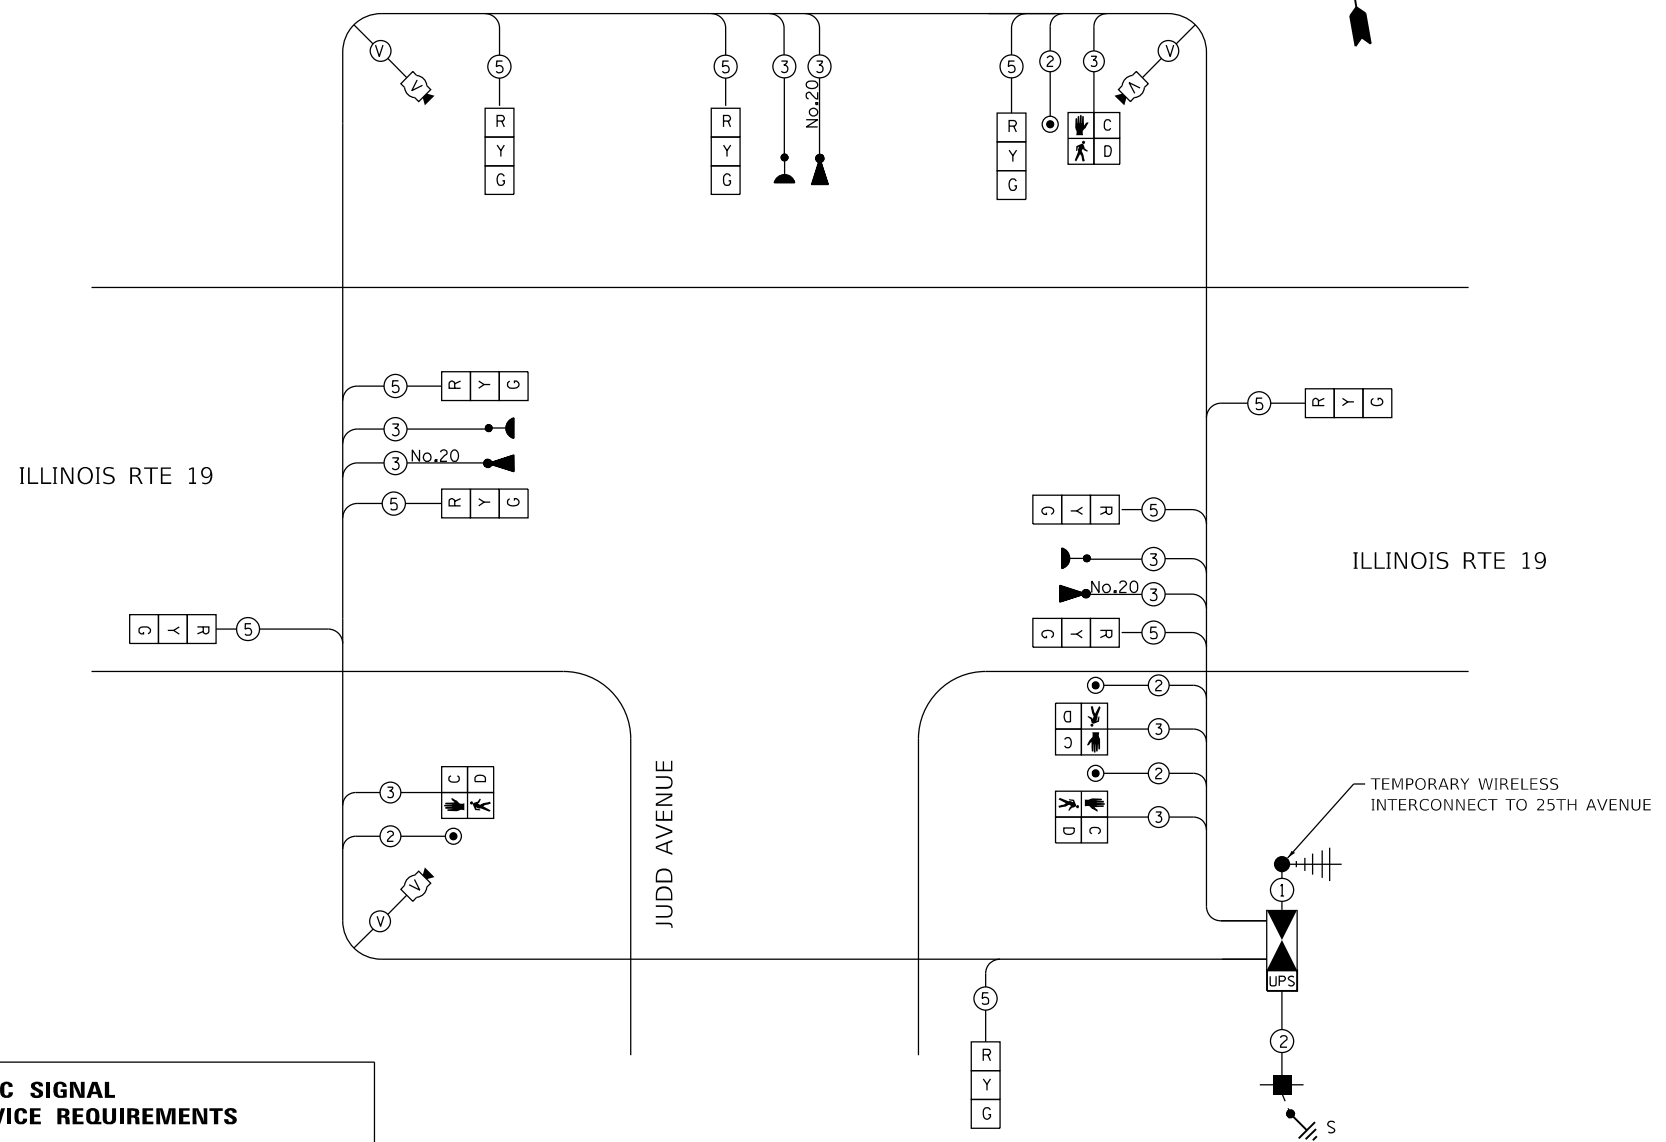 V 5 5 3 3 5 2 3 V
V No.20 V
R Y G
R Y G
R Y G
C
D
5 R Y G
3
3 No.20
5 R Y G
ILLINOIS RTE 19
5 R Y G
G Y R 5
3
No.20 3
G Y R 5
ILLINOIS RTE 19
G Y R 5
2
D C 3
2
D C 3
3 C D
2
V
V
JUDD AVENUE
TEMPORARY WIRELESS
INTERCONNECT TO 25TH AVENUE
1
UPS
5
R
Y
G
2
S
C SIGNAL
VICE REQUIREMENTS